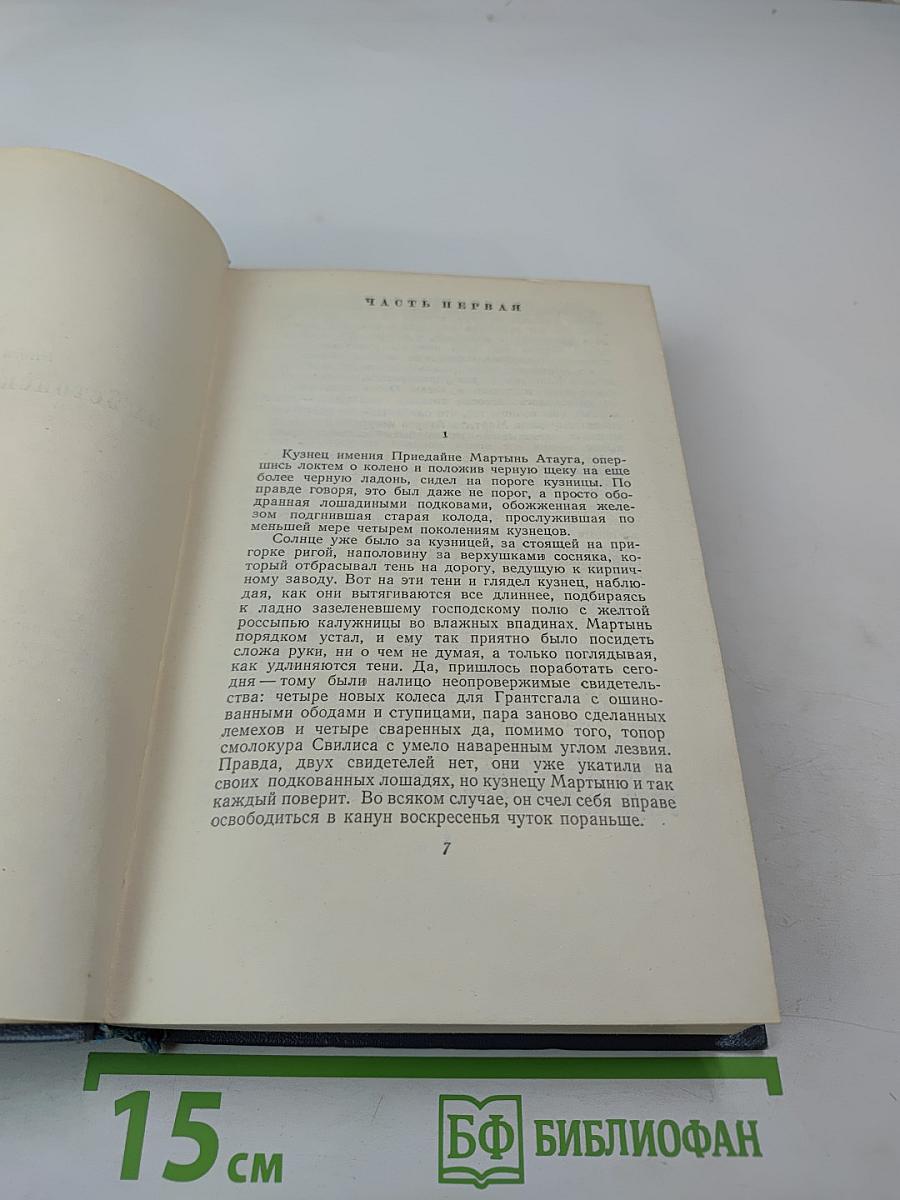 ЧАСТЬ ПЕРВАЯ
1
Кузнец имения Приедайне Мартынь Атауга, опер-
шись локтем о колено и положив черную щеку на еще
более черную ладонь, сидел на пороге кузницы. По
правде говоря, это был даже не порог, а просто обо-
дранная лошадиными подковами, обожженная желе-
зом подгнившая старая колода, прослужившая по
меньшей мере четырем поколениям кузнецов.
Солнце уже было за кузницей, за стоящей на при-
горке ригой, наполовину за верхушками сосняка, ко-
торый отбрасывал тень на дорогу, ведущую к кирпич-
ному заводу. Вот на эти тени и глядел кузнец, наблю-
дая, как они вытягиваются все длиннее, подбираясь
к ладно зазеленевшему господскому полю с желтой
россыпью калужницы во влажных впадинах. Мартынь
порядком устал, и ему так приятно было посидеть
сложа руки, ни о чем не думая, а только поглядывая,
как удлиняются тени. Да, пришлось поработать сего-
дня — тому были налицо неопровержимые свидетель-
ства: четыре новых колеса для Грантсгала с ошино-
ванными ободами и ступицами, пара заново сделанных
лемехов и четыре сваренных да, помимо того, топор
смолокура Свилиса с умело наваренным углом лезвия.
Правда, двух свидетелей нет, они уже укатили на
своих подкованных лошадях, но кузнецу Мартыню и так
каждый поверит. Во всяком случае, он счел себя вправе
освободиться в канун воскресенья чуток пораньше.
7
15 см
БФ БИБЛИОФАН